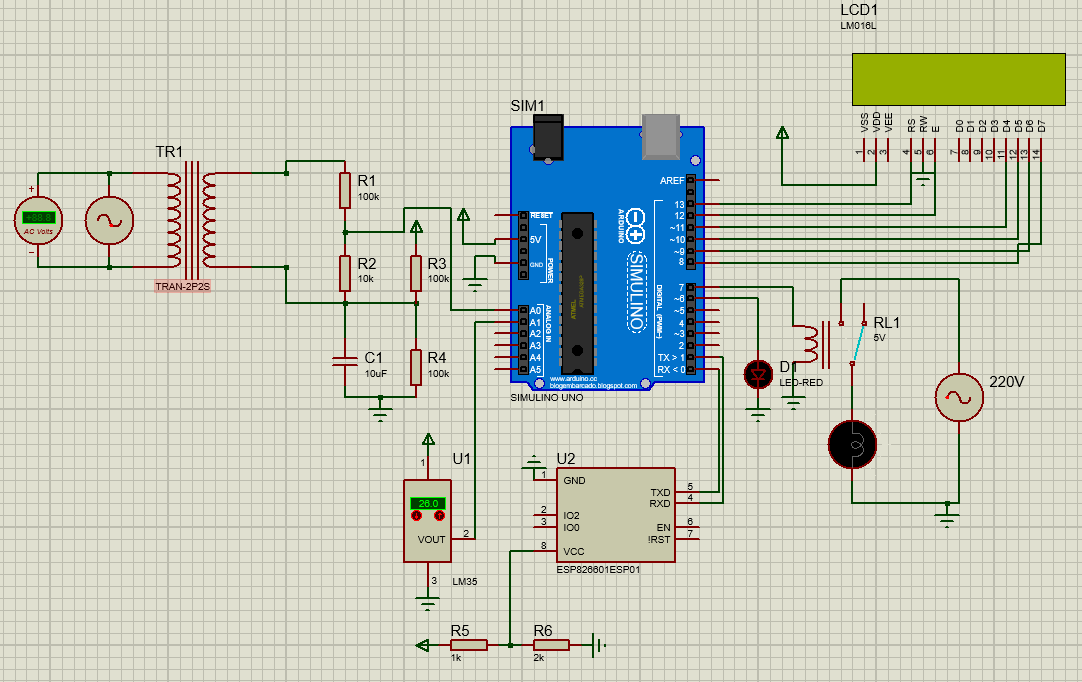 LCD1
LM016L
VSS
VDD
VEE
RS
RW
E
D0
D1
D2
D3
D4
D5
D6
D7
1
2
3
4
5
6
7
8
9
10
11
12
13
14
SIM1
TR1
TRAN-2P2S
+88.8
AC Volts
+
−
R1
100k
R2
10k
R3
100k
R4
100k
C1
10uF
RESET
5V
GND
POWER
A0
A1
A2
A3
A4
A5
ANALOG IN
ATMEL
ARDUINO
SIMULINO
DIGITAL (PWM~)
AREF
13
12
~11
~10
~9
8
7
~6
~5
4
~3
2
TX > 1
RX < 0
www.arduino.cc
blogembarcado.blogspot.com
SIMULINO UNO
D1
LED-RED
RL1
5V
220V
U1
1
26.0
VOUT
2
3
LM35
U2
1
GND
2
IO2
3
IO0
8
VCC
TXD
5
RXD
4
EN
6
!RST
7
ESP826601ESP01
R5
1k
R6
2k